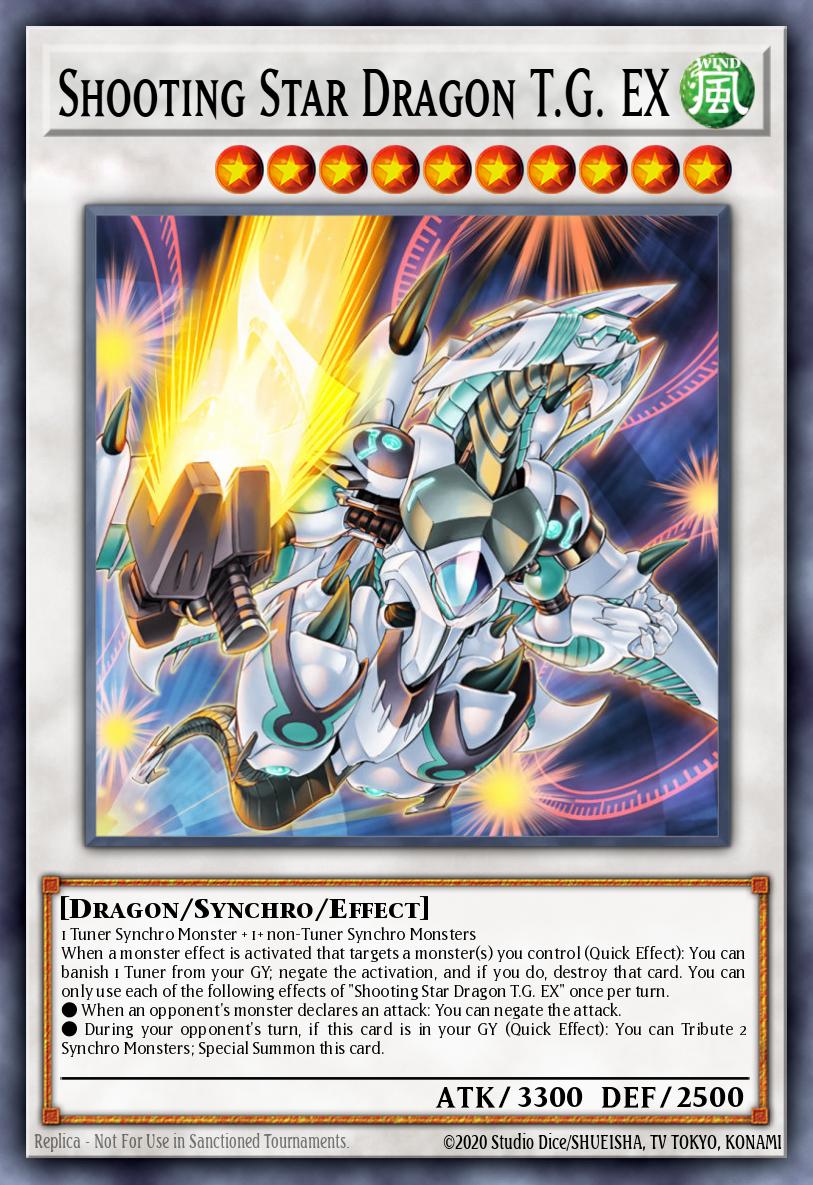 SHOOTING STAR DRAGON T.G. EX
WIND
風
[DRAGON/SYNCHRO/EFFECT]
1 Tuner Synchro Monster + 1+ non-Tuner Synchro Monsters
When a monster effect is activated that targets a monster(s) you control (Quick Effect): You can
banish 1 Tuner from your GY; negate the activation, and if you do, destroy that card. You can
only use each of the following effects of "Shooting Star Dragon T.G. EX" once per turn.
● When an opponent's monster declares an attack: You can negate the attack.
● During your opponent's turn, if this card is in your GY (Quick Effect): You can Tribute 2
Synchro Monsters; Special Summon this card.
ATK/3300 DEF/2500
Replica - Not For Use in Sanctioned Tournaments.
©2020 Studio Dice/SHUEISHA, TV TOKYO, KONAMI